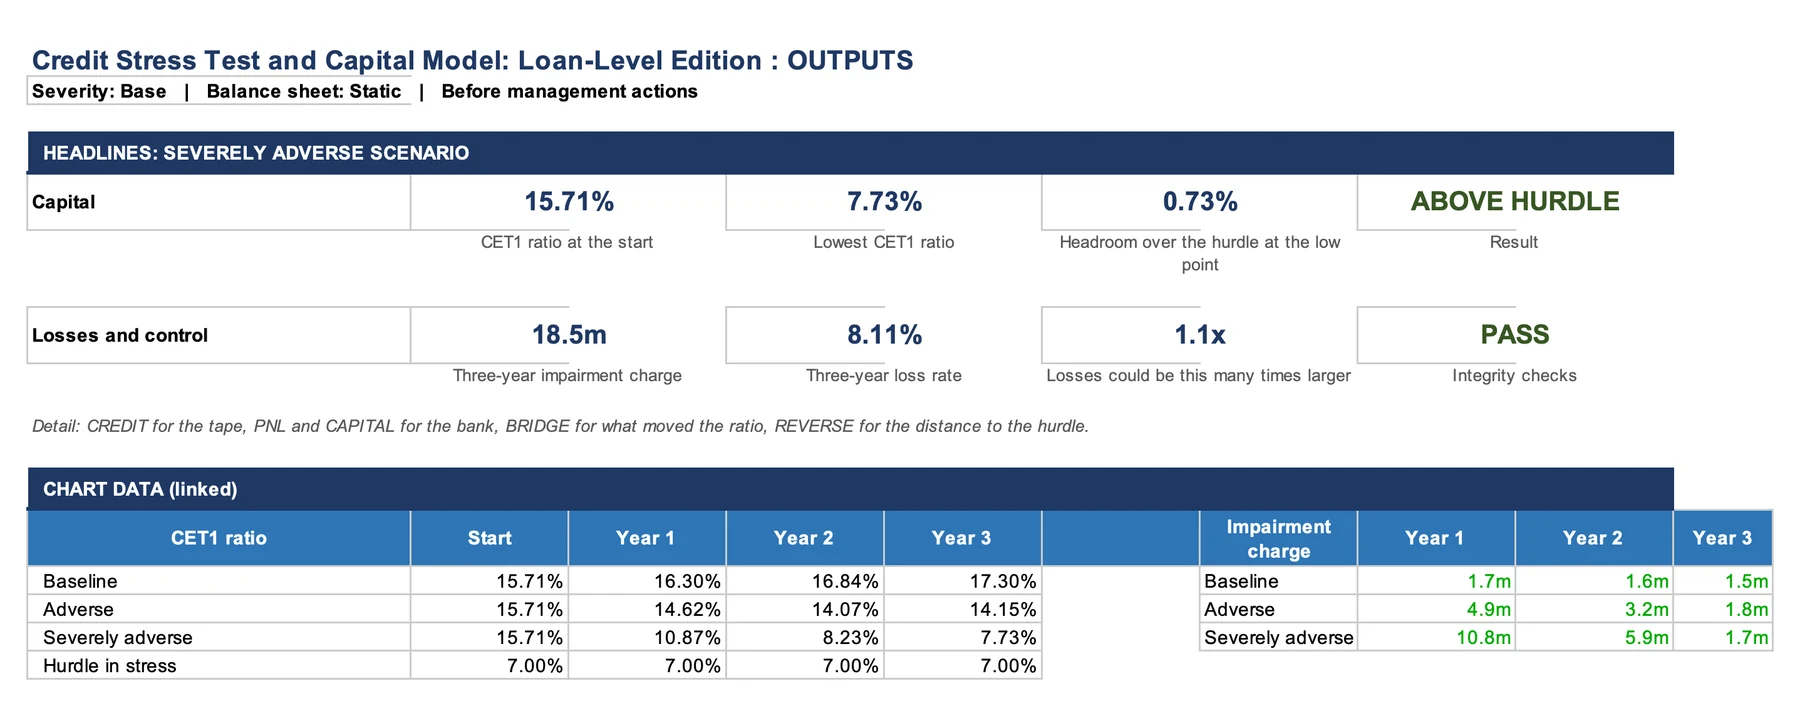 Credit Stress Test and Capital Model: Loan-Level Edition : OUTPUTS
Severity: Base | Balance sheet: Static | Before management actions
HEADLINES: SEVERELY ADVERSE SCENARIO
Capital 15.71% 7.73% 0.73% ABOVE HURDLE
CET1 ratio at the start Lowest CET1 ratio Headroom over the hurdle at the low Result
point
Losses and control 18.5m 8.11% 1.1x PASS
Three-year impairment charge Three-year loss rate Losses could be this many times larger Integrity checks
Detail: CREDIT for the tape, PNL and CAPITAL for the bank, BRIDGE for what moved the ratio, REVERSE for the distance to the hurdle.
CHART DATA (linked)
CET1 ratio Start Year 1 Year 2 Year 3 Impairment charge Year 1 Year 2 Year 3
Baseline 15.71% 16.30% 16.84% 17.30% Baseline 1.7m 1.6m 1.5m
Adverse 15.71% 14.62% 14.07% 14.15% Adverse 4.9m 3.2m 1.8m
Severely adverse 15.71% 10.87% 8.23% 7.73% Severely adverse 10.8m 5.9m 1.7m
Hurdle in stress 7.00% 7.00% 7.00% 7.00%